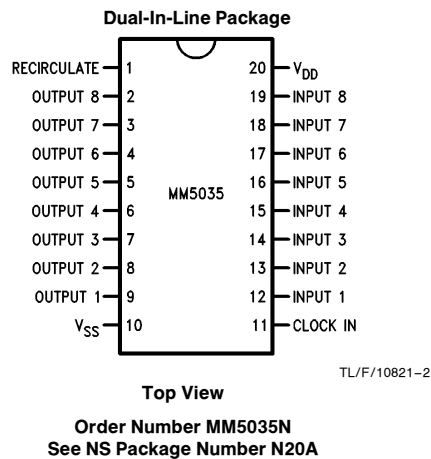 Dual-In-Line Package
RECIRCULATE 1 20 VDD
OUTPUT 8 2 19 INPUT 8
OUTPUT 7 3 18 INPUT 7
OUTPUT 6 4 17 INPUT 6
OUTPUT 5 5 16 INPUT 5
MM5035
OUTPUT 4 6 15 INPUT 4
OUTPUT 3 7 14 INPUT 3
OUTPUT 2 8 13 INPUT 2
OUTPUT 1 9 12 INPUT 1
VSS 10 11 CLOCK IN
TL/F/10821–2
Top View
Order Number MM5035N
See NS Package Number N20A